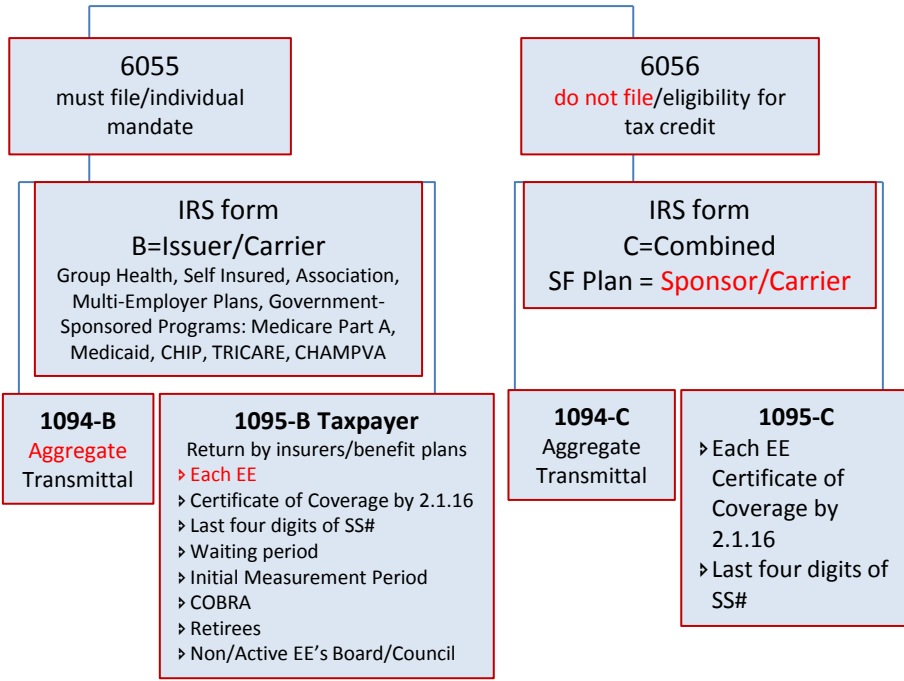 6055
must file/individual
mandate
6056
do not file/eligibility for
tax credit
IRS form
B=Issuer/Carrier
Group Health, Self Insured, Association,
Multi-Employer Plans, Government-
Sponsored Programs: Medicare Part A,
Medicaid, CHIP, TRICARE, CHAMPVA
IRS form
C=Combined
SF Plan = Sponsor/Carrier
1094-B
Aggregate
Transmittal
1095-B Taxpayer
Return by insurers/benefit plans
Each EE
Certificate of Coverage by 2.1.16
Last four digits of SS#
Waiting period
Initial Measurement Period
COBRA
Retirees
Non/Active EE's Board/Council
1094-C
Aggregate
Transmittal
1095-C
Each EE
Certificate of
Coverage by
2.1.16
Last four digits of
SS#